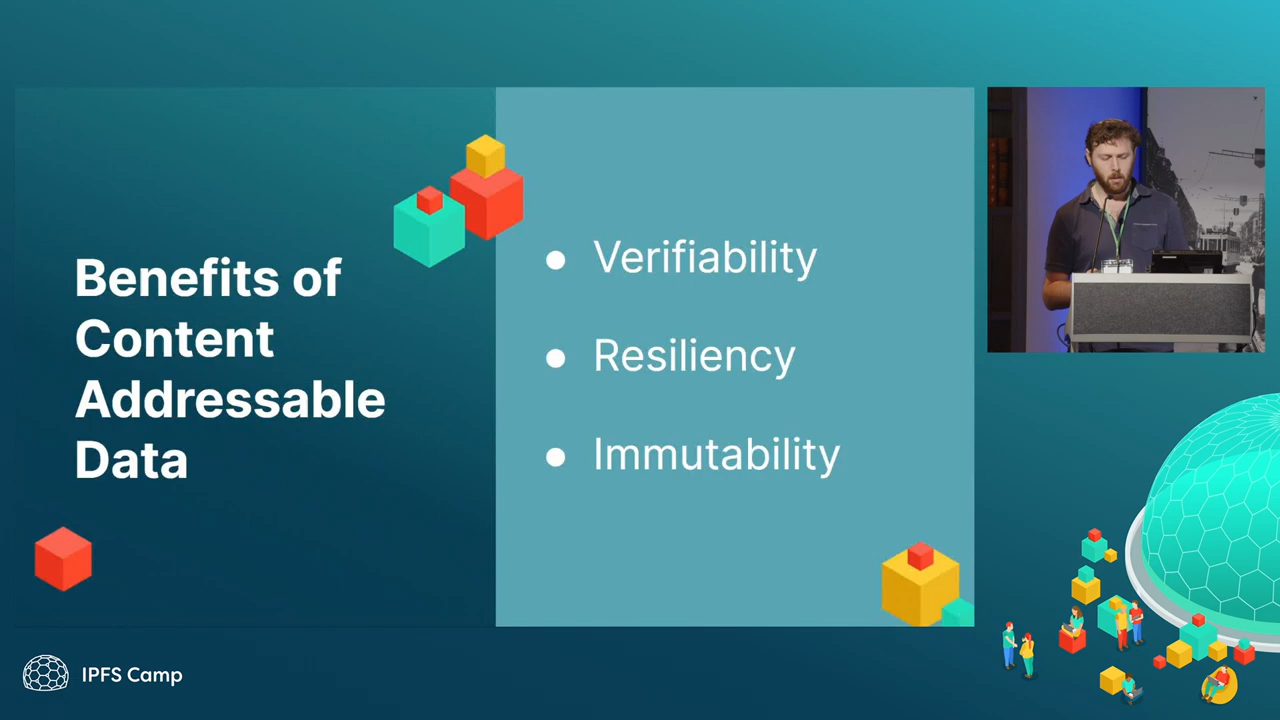 Benefits of
Content
Addressable
Data
● Verifiability
● Resiliency
● Immutability
IPFS Camp